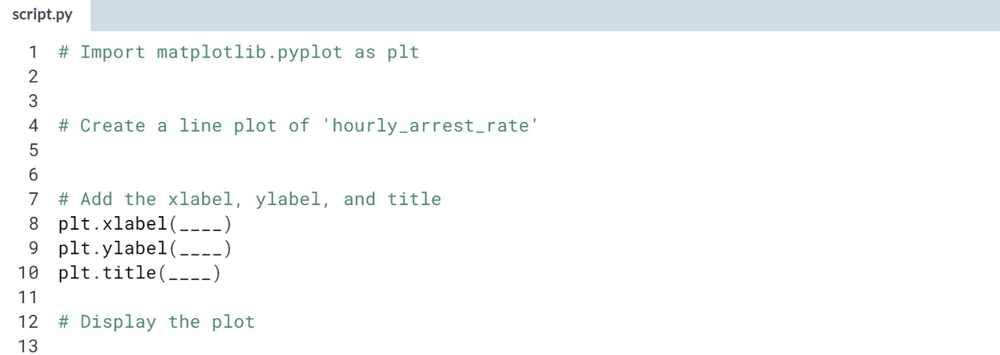 script.py
1 # Import matplotlib.pyplot as plt
2
3
4 # Create a line plot of 'hourly_arrest_rate'
5
6
7 # Add the xlabel, ylabel, and title
8 plt.xlabel(____)
9 plt.ylabel(____)
10 plt.title(____)
11
12 # Display the plot
13